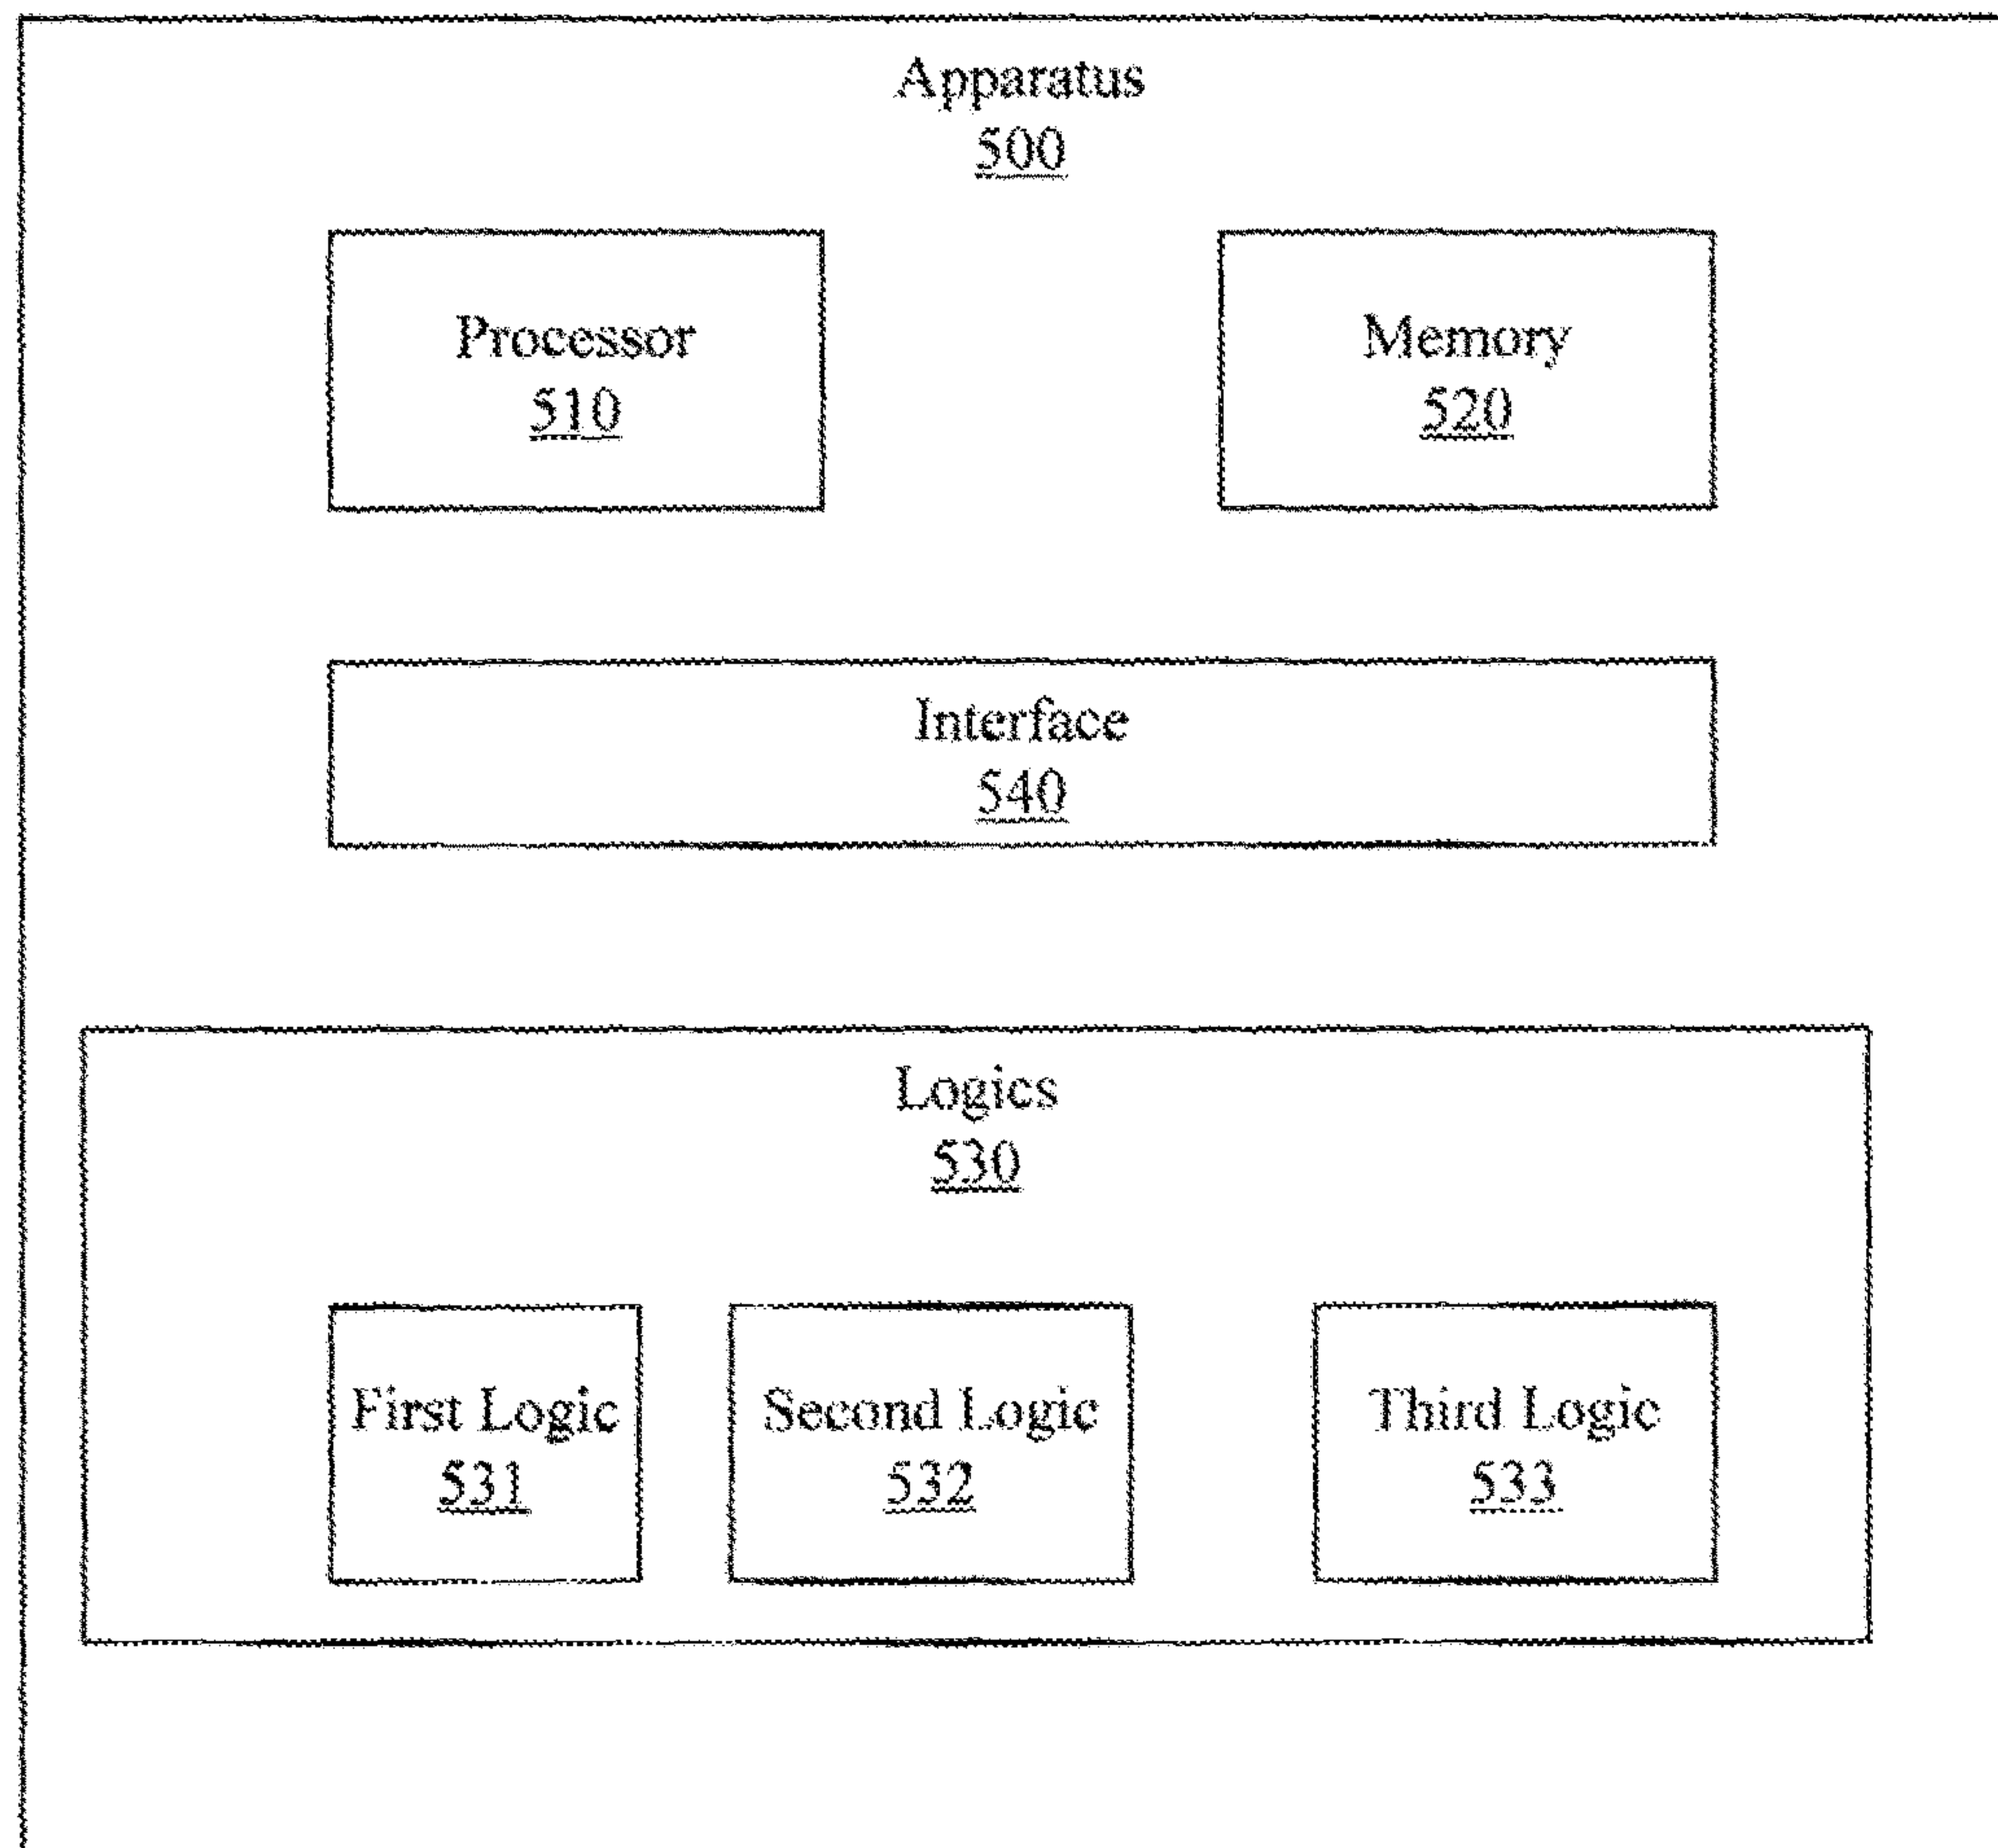 Apparatus
500
Processor
510
Memory
520
Interface
540
Logics
530
First Logic
531
Second Logic
532
Third Logic
533